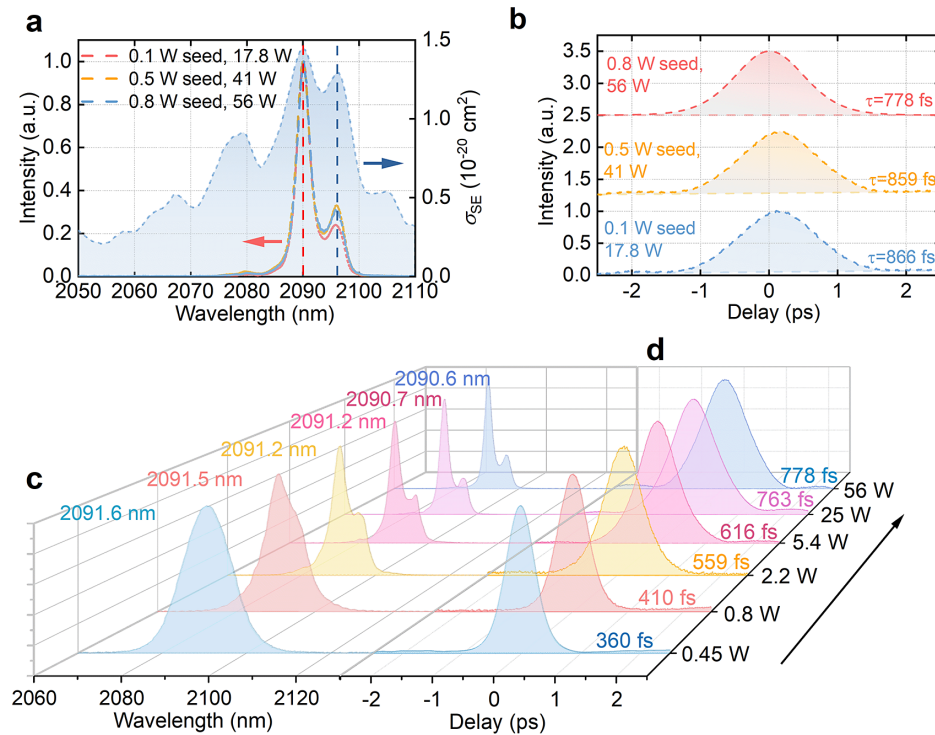 a
Intensity (a.u.)
1.0
0.8
0.6
0.4
0.2
0.0
0.1 W seed, 17.8 W
0.5 W seed, 41 W
0.8 W seed, 56 W
1.5
1.0
0.5
0.0
σSE (10-20 cm2)
2050 2060 2070 2080 2090 2100 2110
Wavelength (nm)
b
Intensity (a.u.)
3.5
3.0
2.5
2.0
1.5
1.0
0.5
0.0
0.8 W seed,
56 W
τ=778 fs
0.5 W seed,
41 W
τ=859 fs
0.1 W seed
17.8 W
τ=866 fs
-2 -1 0 1 2
Delay (ps)
c
2091.6 nm
2091.5 nm
2091.2 nm
2091.2 nm
2090.7 nm
2090.6 nm
2060 2080 2100 2120
Wavelength (nm)
d
778 fs
763 fs
616 fs
559 fs
410 fs
360 fs
56 W
25 W
5.4 W
2.2 W
0.8 W
0.45 W
-2 -1 0 1 2
Delay (ps)